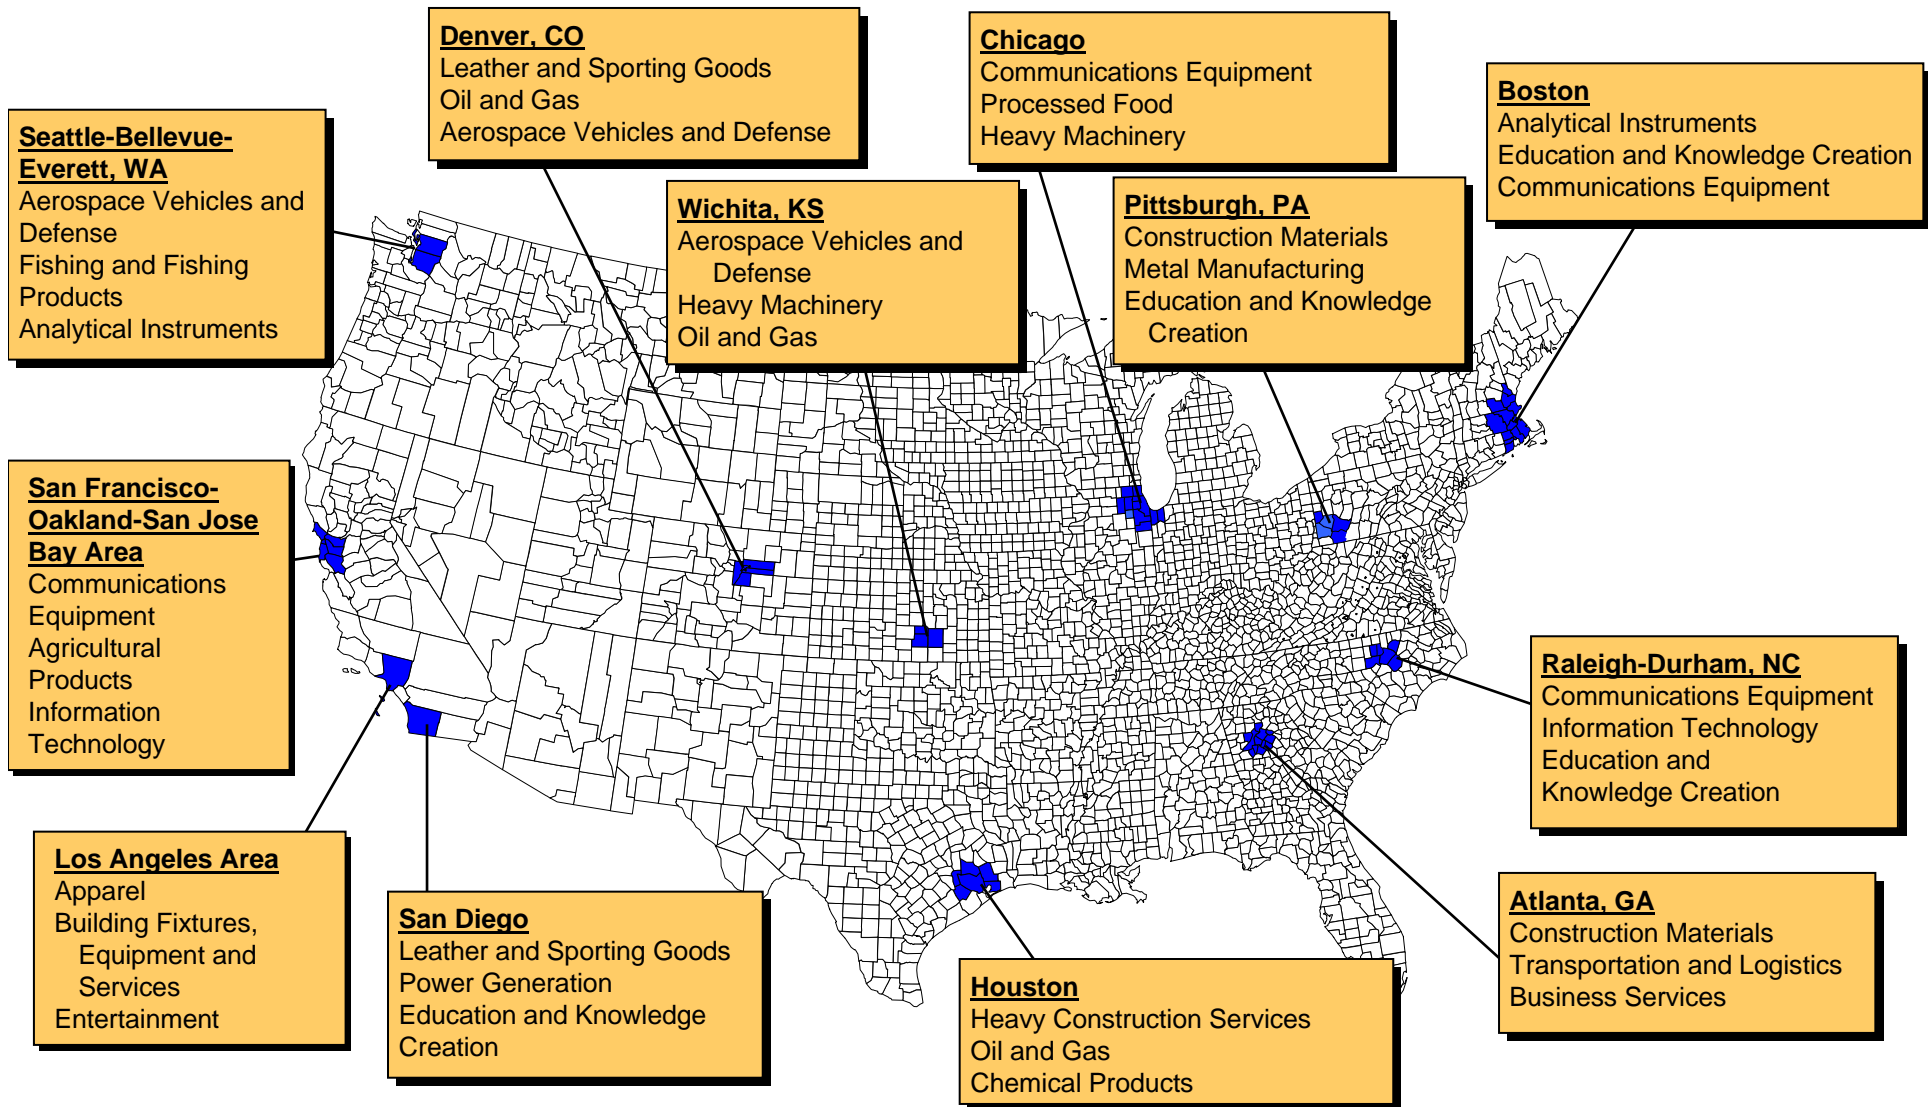 Denver, CO
Leather and Sporting Goods
Oil and Gas
Aerospace Vehicles and Defense
Chicago
Communications Equipment
Processed Food
Heavy Machinery
Boston
Analytical Instruments
Education and Knowledge Creation
Communications Equipment
Seattle-Bellevue-
Everett, WA
Aerospace Vehicles and
Defense
Fishing and Fishing
Products
Analytical Instruments
Wichita, KS
Aerospace Vehicles and
Defense
Heavy Machinery
Oil and Gas
Pittsburgh, PA
Construction Materials
Metal Manufacturing
Education and Knowledge
Creation
San Francisco-
Oakland-San Jose
Bay Area
Communications
Equipment
Agricultural
Products
Information
Technology
Raleigh-Durham, NC
Communications Equipment
Information Technology
Education and
Knowledge Creation
Los Angeles Area
Apparel
Building Fixtures,
Equipment and
Services
Entertainment
San Diego
Leather and Sporting Goods
Power Generation
Education and Knowledge
Creation
Houston
Heavy Construction Services
Oil and Gas
Chemical Products
Atlanta, GA
Construction Materials
Transportation and Logistics
Business Services